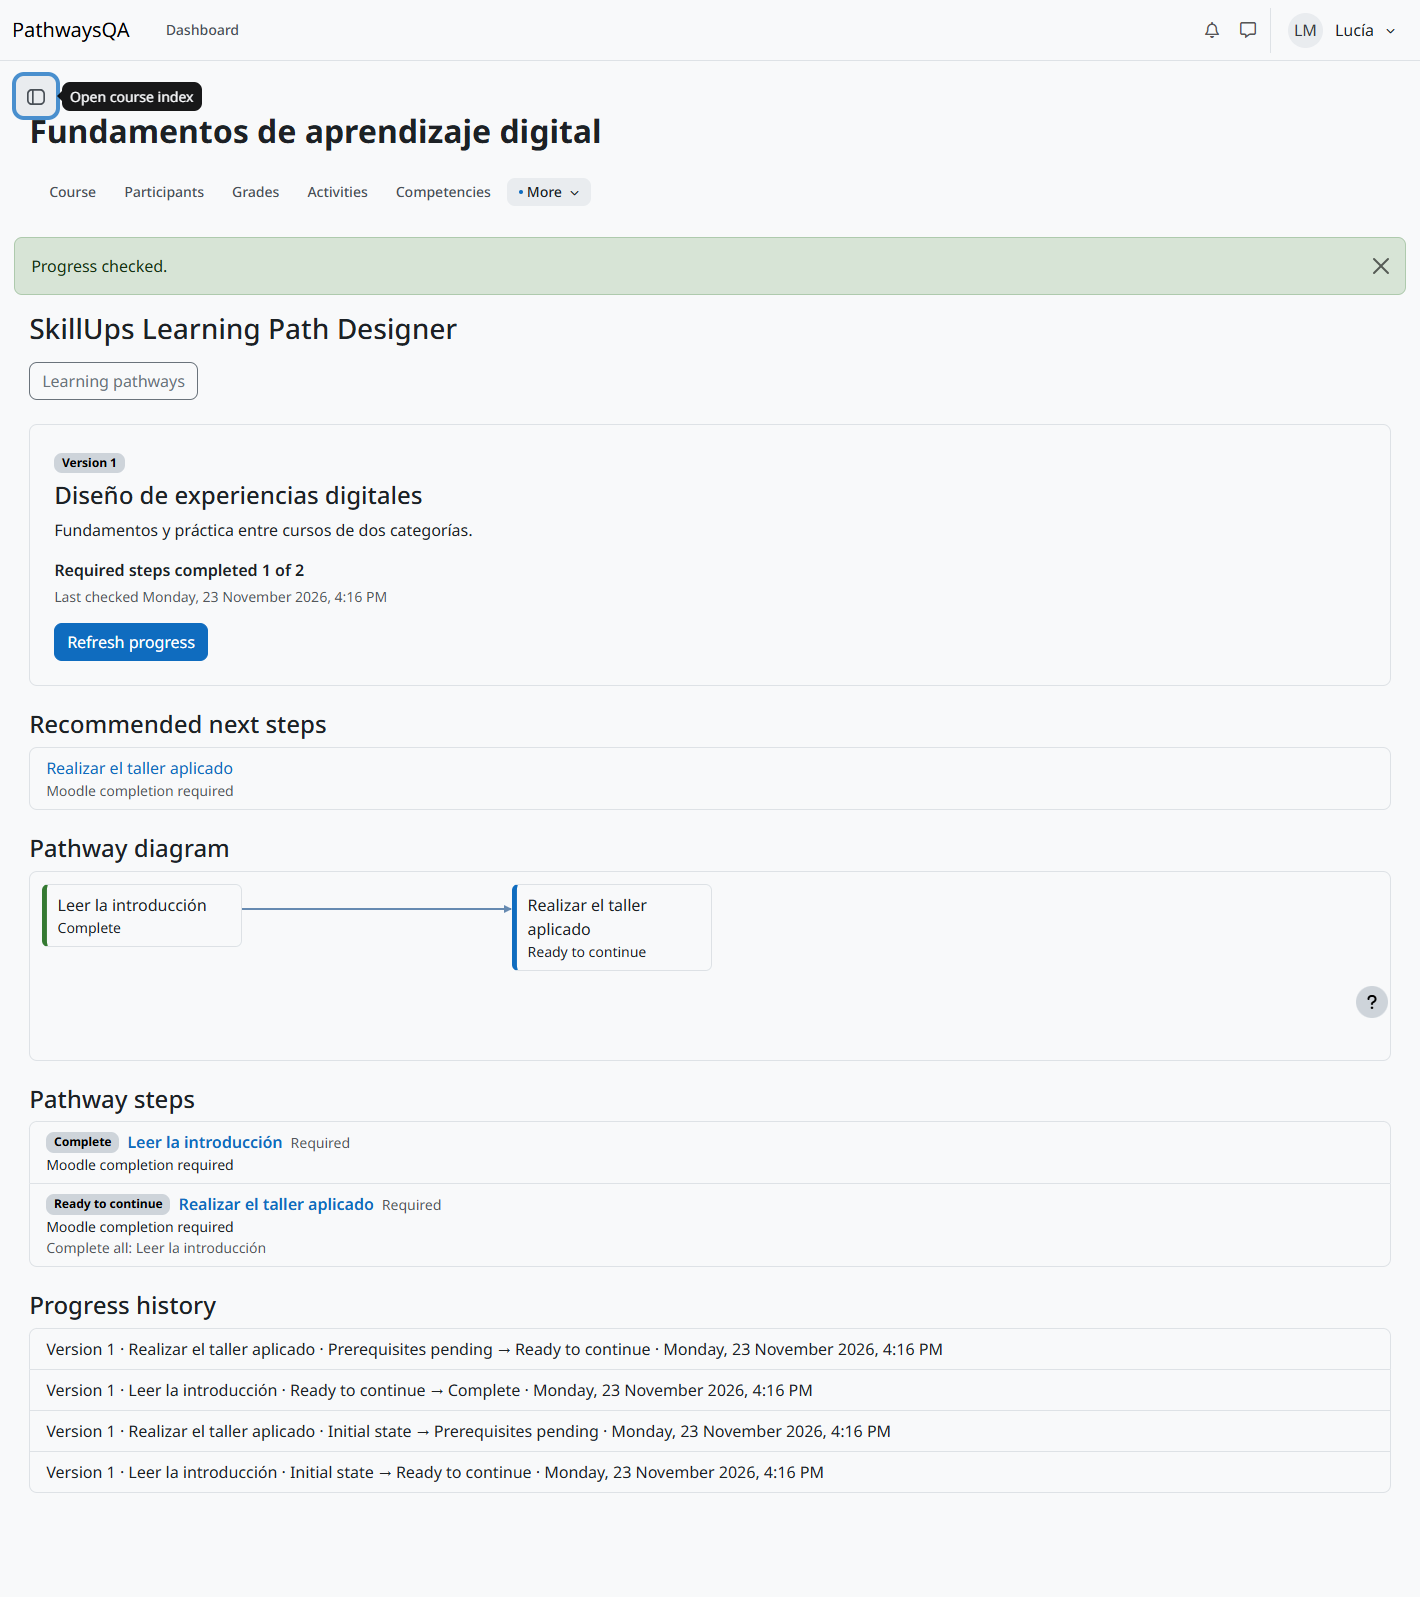 PathwaysQA
Dashboard
LM
Lucía
Open course index
Fundamentos de aprendizaje digital
Course
Participants
Grades
Activities
Competencies
• More
Progress checked.
SkillUps Learning Path Designer
Learning pathways
Version 1
Diseño de experiencias digitales
Fundamentos y práctica entre cursos de dos categorías.
Required steps completed 1 of 2
Last checked Monday, 23 November 2026, 4:16 PM
Refresh progress
Recommended next steps
Realizar el taller aplicado
Moodle completion required
Pathway diagram
Leer la introducción
Complete
Realizar el taller
aplicado
Ready to continue
?
Pathway steps
Complete Leer la introducción Required
Moodle completion required
Ready to continue Realizar el taller aplicado Required
Moodle completion required
Complete all: Leer la introducción
Progress history
Version 1 · Realizar el taller aplicado · Prerequisites pending → Ready to continue · Monday, 23 November 2026, 4:16 PM
Version 1 · Leer la introducción · Ready to continue → Complete · Monday, 23 November 2026, 4:16 PM
Version 1 · Realizar el taller aplicado · Initial state → Prerequisites pending · Monday, 23 November 2026, 4:16 PM
Version 1 · Leer la introducción · Initial state → Ready to continue · Monday, 23 November 2026, 4:16 PM